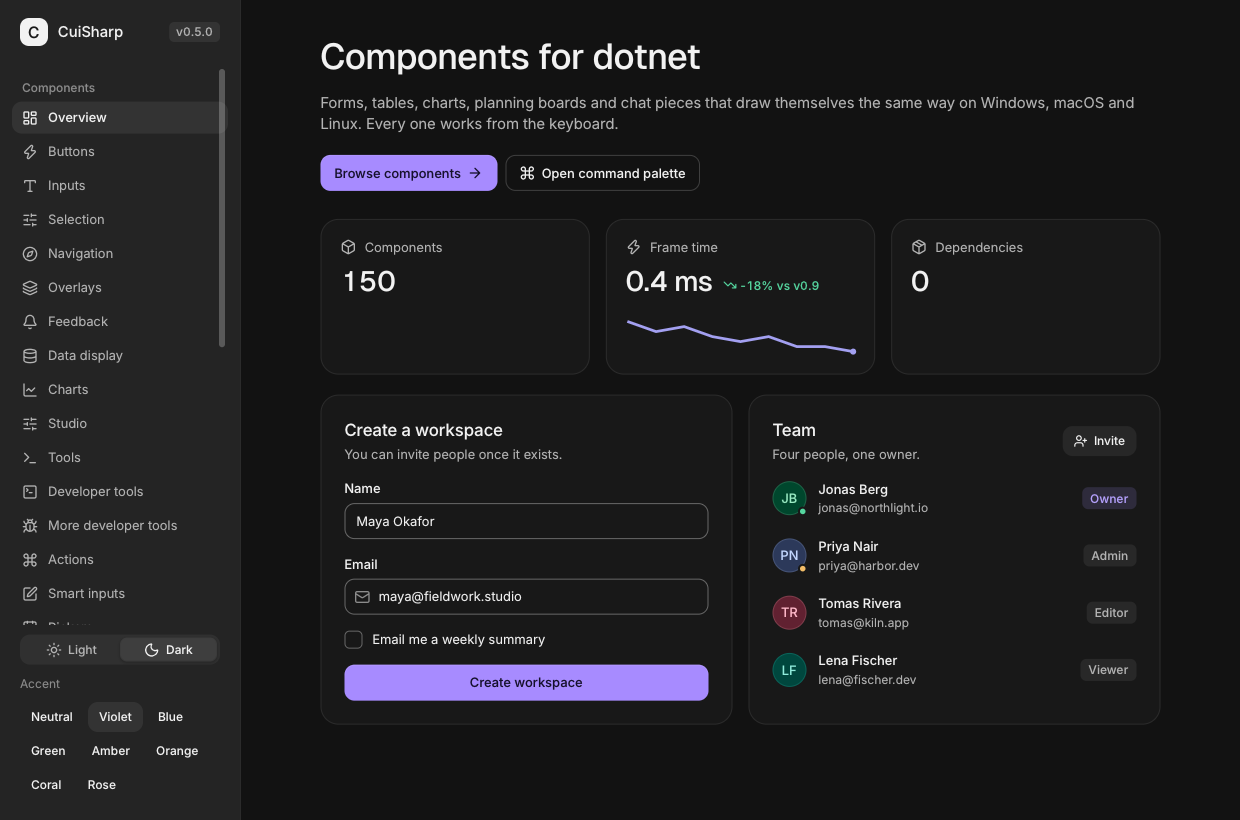 C CuiSharp v0.5.0
Components
Overview
Buttons
Inputs
Selection
Navigation
Overlays
Feedback
Data display
Charts
Studio
Tools
Developer tools
More developer tools
Actions
Smart inputs
Light Dark
Accent
Neutral Violet Blue
Green Amber Orange
Coral Rose
Components for dotnet
Forms, tables, charts, planning boards and chat pieces that draw themselves the same way on Windows, macOS and
Linux. Every one works from the keyboard.
Browse components Open command palette
Components
150
Frame time
0.4 ms -18% vs v0.9
Dependencies
0
Create a workspace
You can invite people once it exists.
Name
Maya Okafor
Email
maya@fieldwork.studio
Email me a weekly summary
Create workspace
Team
Four people, one owner.
Invite
JB Jonas Berg
jonas@northlight.io
Owner
PN Priya Nair
priya@harbor.dev
Admin
TR Tomas Rivera
tomas@kiln.app
Editor
LF Lena Fischer
lena@fischer.dev
Viewer